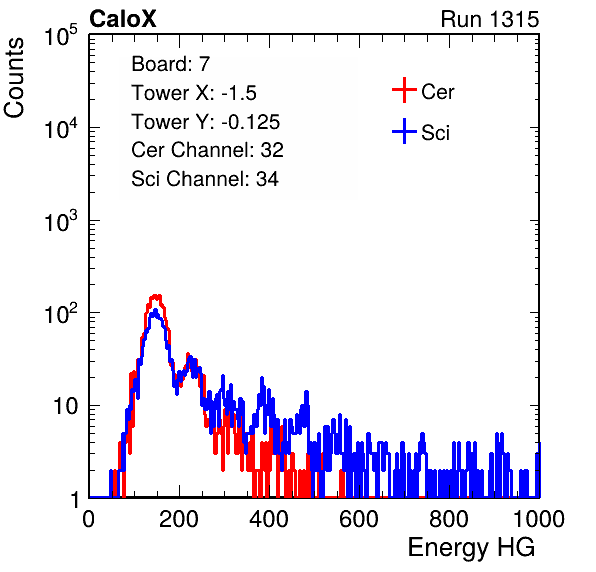 CaloX Run 1315
Counts
Board: 7
Tower X: -1.5
Tower Y: -0.125
Cer Channel: 32
Sci Channel: 34
Cer
Sci
10^5
10^4
10^3
10^2
10
1
0 200 400 600 800 1000
Energy HG